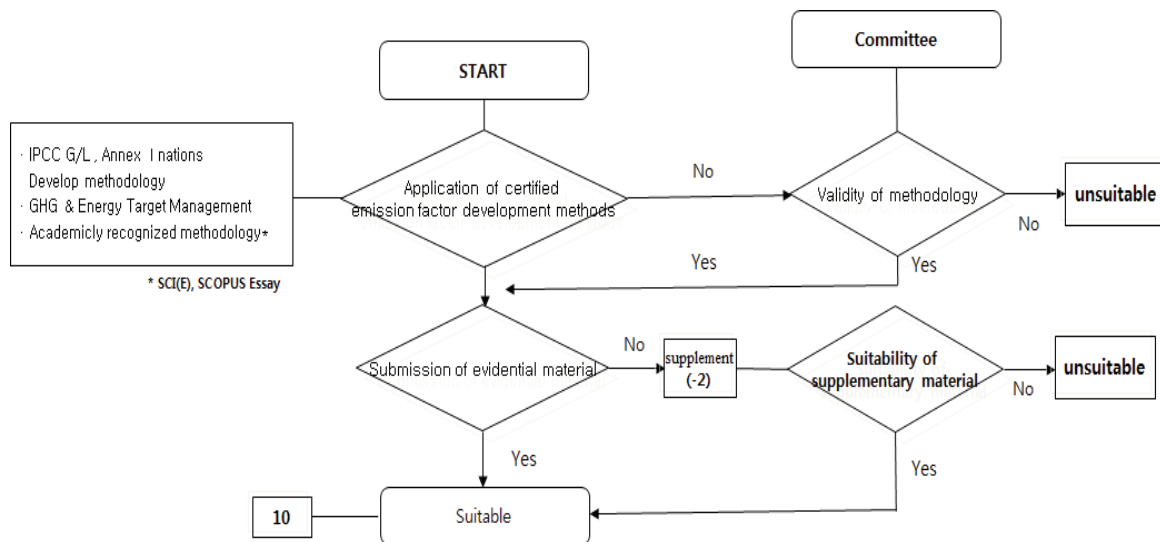 START
Committee
· IPCC G/L , Annex I nations
Develop methodology
· GHG & Energy Target Management
· Academicly recognized methodology*
* SCI(E), SCOPUS Essay
Application of certified
emission factor development methods
No
Validity of methodology
No
unsuitable
Yes
Yes
Submission of evidential material
No
supplement
(-2)
Suitability of
supplementary material
No
unsuitable
Yes
Yes
10
Suitable